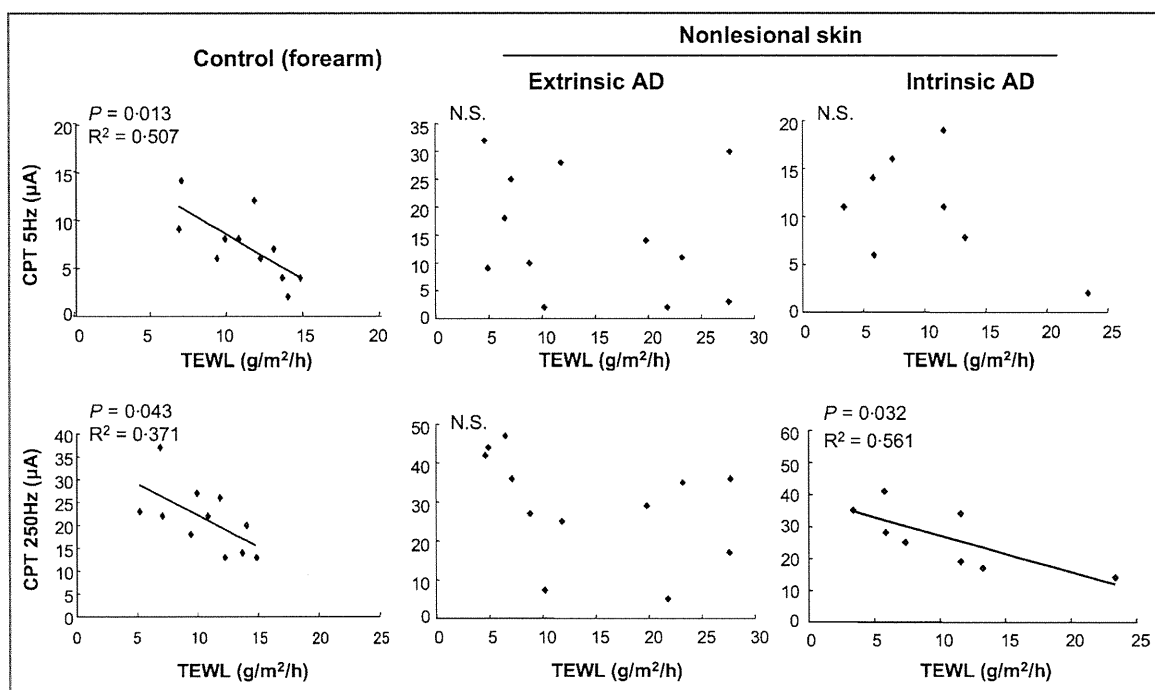 Nonlesional skin
Control (forearm)
Extrinsic AD
Intrinsic AD
P = 0·013
R² = 0·507
CPT 5Hz (µA)
20
15
10
5
0
0 5 10 15 20
TEWL (g/m²/h)
N.S.
35
30
25
20
15
10
5
0
0 5 10 15 20 25 30
TEWL (g/m²/h)
N.S.
20
15
10
5
0
0 5 10 15 20 25
TEWL (g/m²/h)
P = 0·043
R² = 0·371
CPT 250Hz (µA)
40
35
30
25
20
15
10
5
0
0 5 10 15 20 25
TEWL (g/m²/h)
N.S.
50
40
30
20
10
0
0 5 10 15 20 25 30
TEWL (g/m²/h)
P = 0·032
R² = 0·561
60
50
40
30
20
10
0
0 5 10 15 20 25
TEWL (g/m²/h)